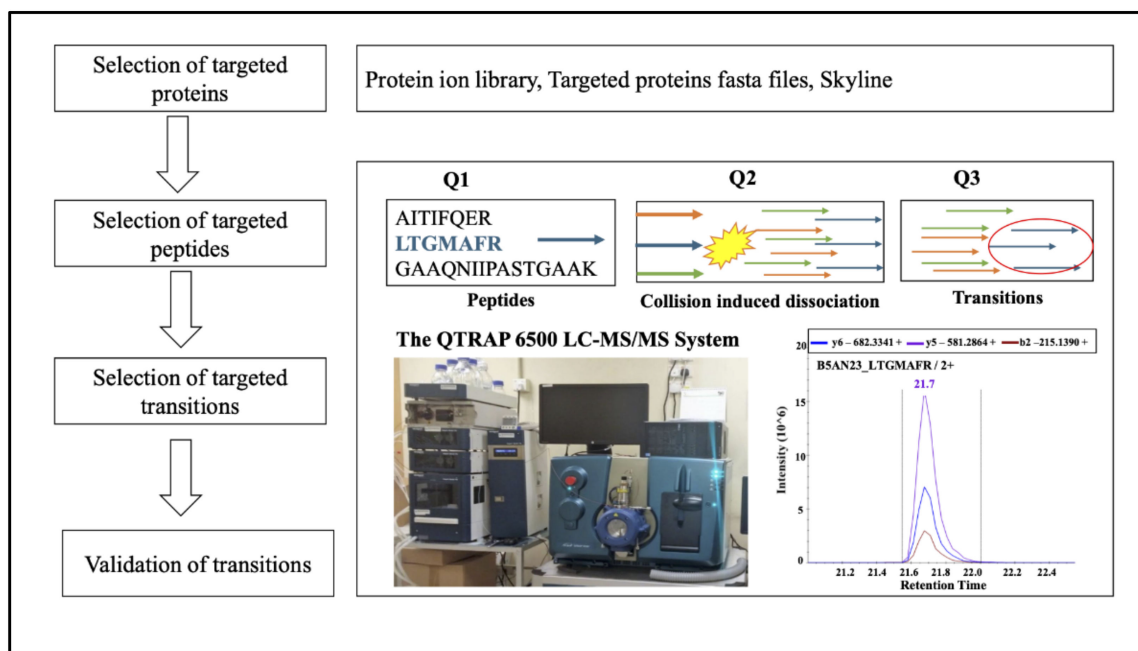 Selection of targeted
proteins
Protein ion library, Targeted proteins fasta files, Skyline
Selection of targeted
peptides
Selection of targeted
transitions
Validation of transitions
Q1
Q2
Q3
AITIFQER
LTGMAFR
GAAQNIIPASTGAAK
Peptides
Collision induced dissociation
Transitions
The QTRAP 6500 LC-MS/MS System
y6 – 682.3341 +
y5 – 581.2864 +
b2 –215.1390 +
B5AN23_LTGMAFR / 2+
21.7
Intensity (10^6)
20
15
10
5
0
21.2 21.4 21.6 21.8 22.0 22.2 22.4
Retention Time